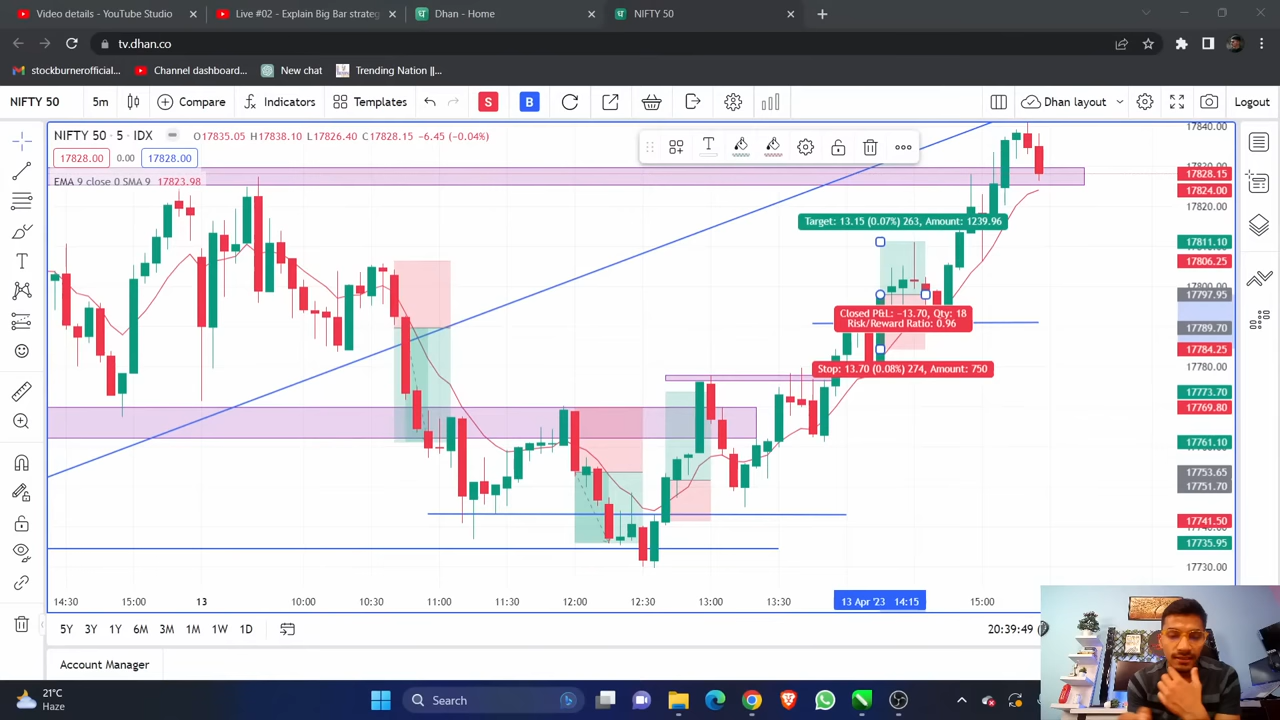 Video details - YouTube Studio
Live #02 - Explain Big Bar strateg
Dhan - Home
NIFTY 50
tv.dhan.co
stockburnerofficial...
Channel dashboard...
New chat
Trending Nation ||...
NIFTY 50
5m
Compare
Indicators
Templates
S
B
Dhan layout
Logout
NIFTY 50 · 5 · IDX
O17835.05 H17838.10 L17826.40 C17828.15 −6.45 (−0.04%)
17828.00 0.00 17828.00
EMA 9 close 0 SMA 9 17823.98
T
T
Target: 13.15 (0.07%) 263, Amount: 1239.96
Closed P&L: −13.70, Qty: 18
Risk/Reward Ratio: 0.96
Stop: 13.70 (0.08%) 274, Amount: 750
17840.00
17828.15
17824.00
17820.00
17811.10
17806.25
17800.00
17797.95
17789.70
17784.25
17780.00
17773.70
17769.80
17761.10
17753.65
17751.70
17741.50
17735.95
17730.00
14:30 15:00 13 10:00 10:30 11:00 11:30 12:00 12:30 13:00 13:30 13 Apr '23 14:15 15:00
5Y 3Y 1Y 6M 3M 1M 1W 1D
20:39:49
Account Manager
21°C
Haze
Search